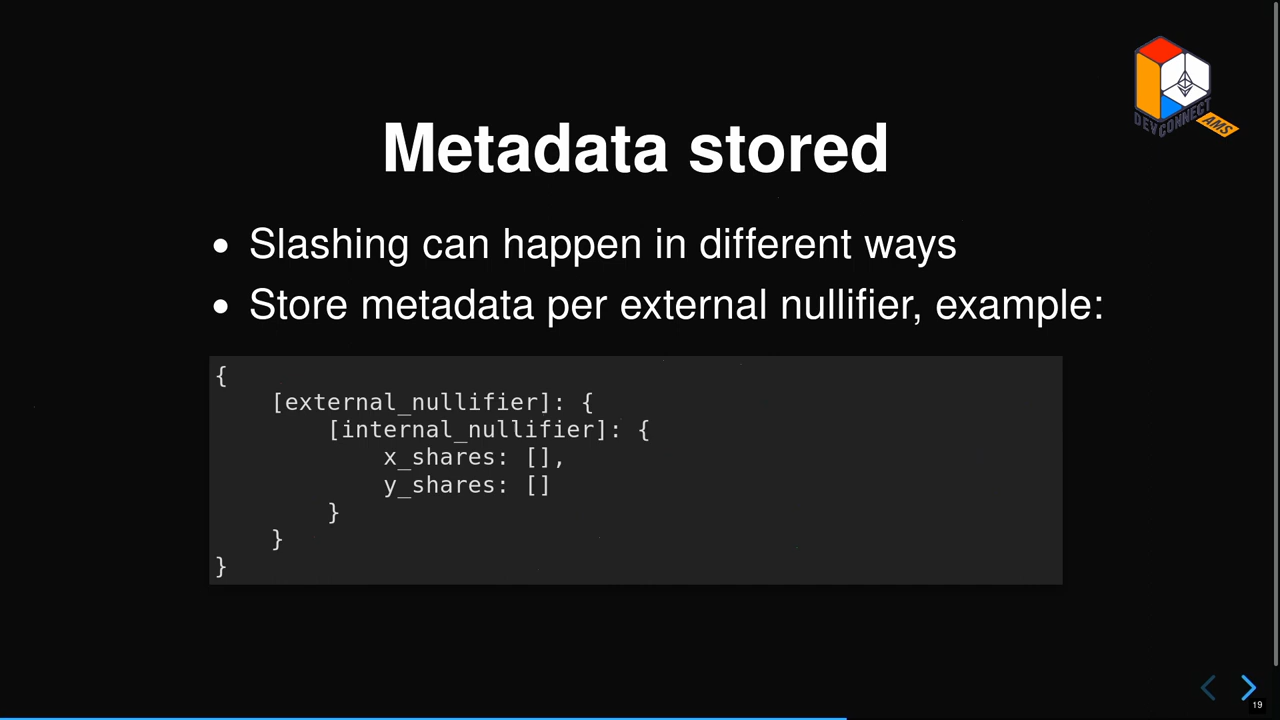 DEVCONNECT
AMS
Metadata stored
• Slashing can happen in different ways
• Store metadata per external nullifier, example:
{
    [external_nullifier]: {
        [internal_nullifier]: {
            x_shares: [],
            y_shares: []
        }
    }
}
19